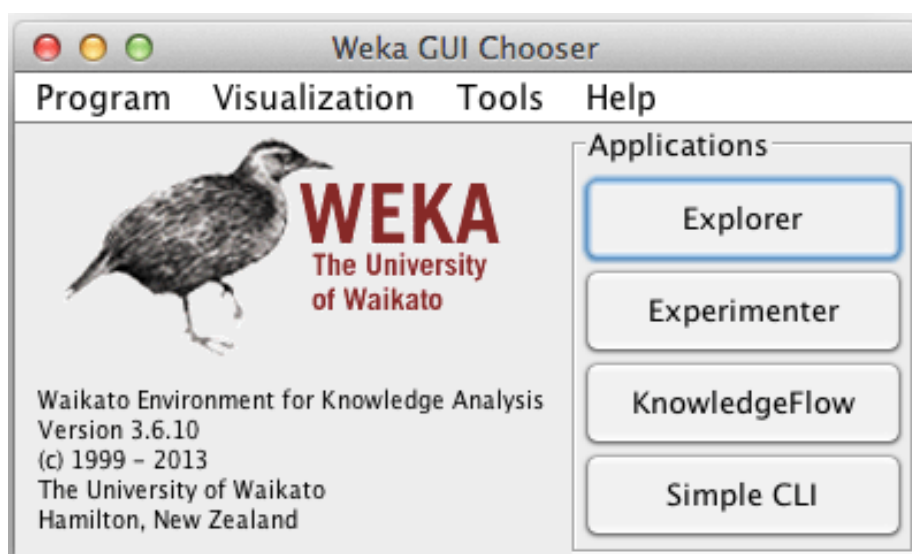 Weka GUI Chooser
Program Visualization Tools Help
WEKA
The University
of Waikato
Waikato Environment for Knowledge Analysis
Version 3.6.10
(c) 1999 – 2013
The University of Waikato
Hamilton, New Zealand
Applications
Explorer
Experimenter
KnowledgeFlow
Simple CLI